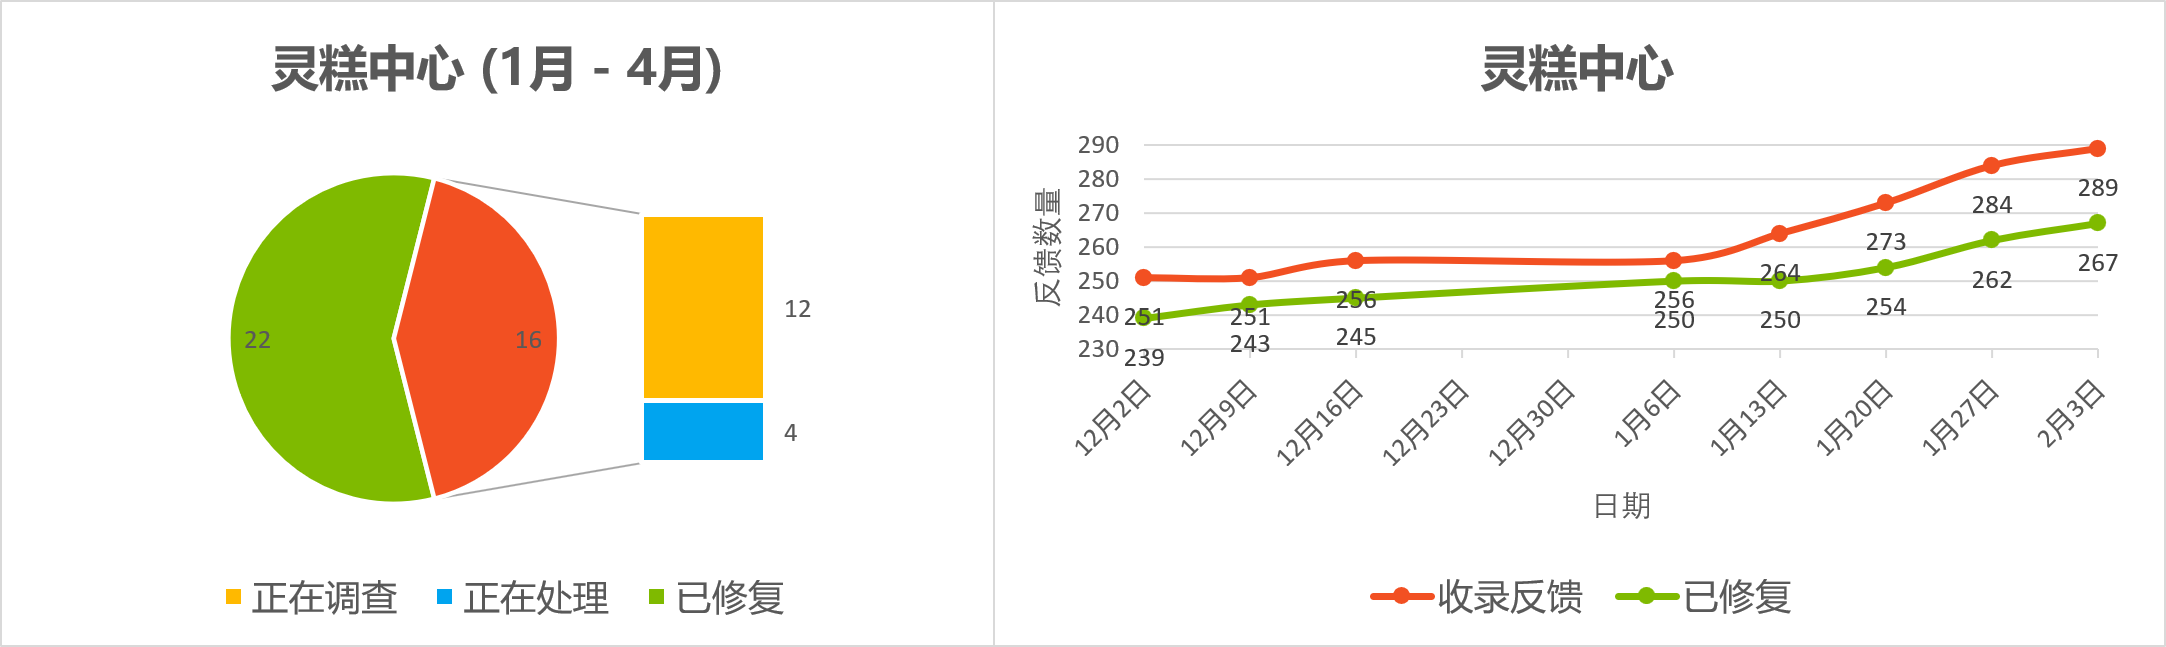 灵糕中心 (1月 - 4月)
22
16
12
4
正在调查 正在处理 已修复
灵糕中心
290
280
270
260
250
240
230
反馈数量
251 251 256 256 264 273 284 289
239 243 245 250 250 254 262 267
12月2日 12月9日 12月16日 12月23日 12月30日 1月6日 1月13日 1月20日 1月27日 2月3日
日期
收录反馈 已修复